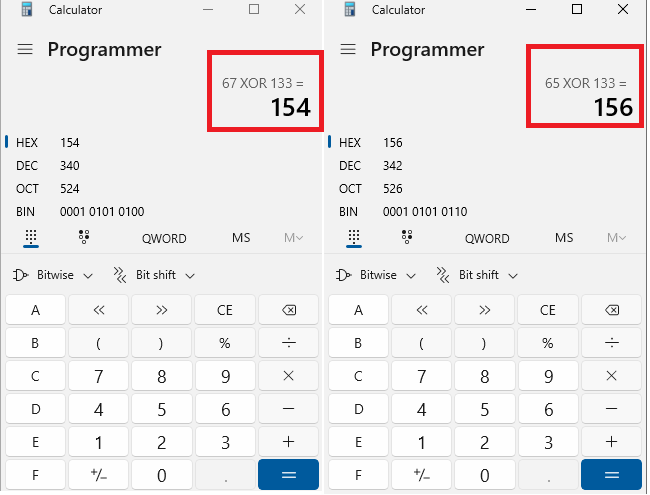 Calculator
Programmer
67 XOR 133 =
154
HEX 154
DEC 340
OCT 524
BIN 0001 0101 0100
QWORD MS M
Bitwise Bit shift
A << >> CE
B ( ) % ÷
C 7 8 9 ×
D 4 5 6 −
E 1 2 3 +
F +/− 0 . =
Calculator
Programmer
65 XOR 133 =
156
HEX 156
DEC 342
OCT 526
BIN 0001 0101 0110
QWORD MS M
Bitwise Bit shift
A << >> CE
B ( ) % ÷
C 7 8 9 ×
D 4 5 6 −
E 1 2 3 +
F +/− 0 . =